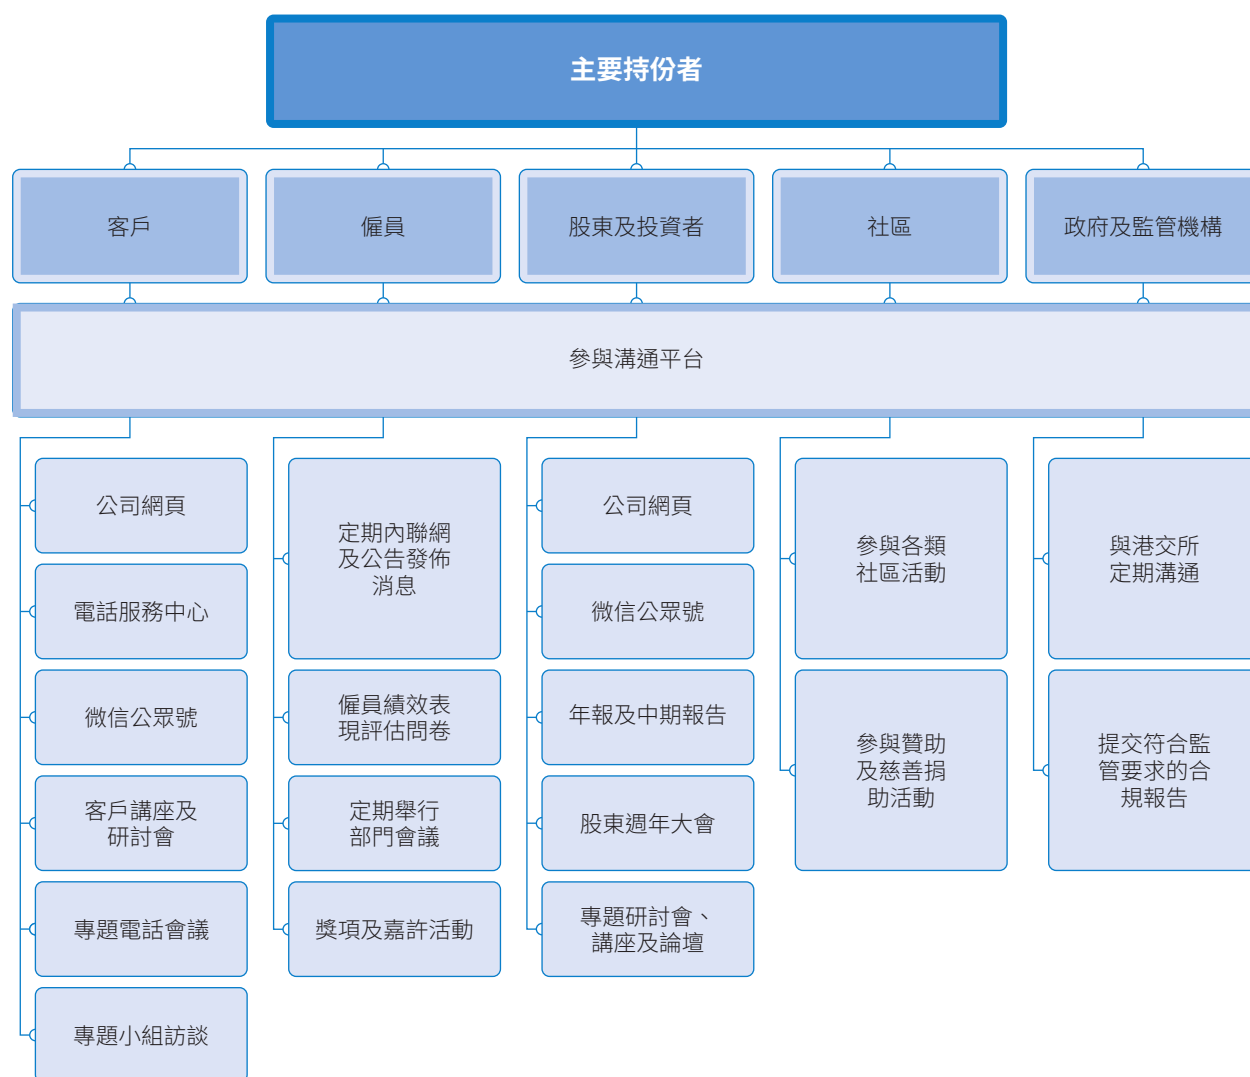 主要持份者
客戶
僱員
股東及投資者
社區
政府及監管機構
參與溝通平台
公司網頁
電話服務中心
微信公眾號
客戶講座及
研討會
專題電話會議
專題小組訪談
定期內聯網
及公告發佈
消息
僱員績效表
現評估問卷
定期舉行
部門會議
獎項及嘉許活動
公司網頁
微信公眾號
年報及中期報告
股東週年大會
專題研討會、
講座及論壇
參與各類
社區活動
參與贊助
及慈善捐
助活動
與港交所
定期溝通
提交符合監
管要求的合
規報告